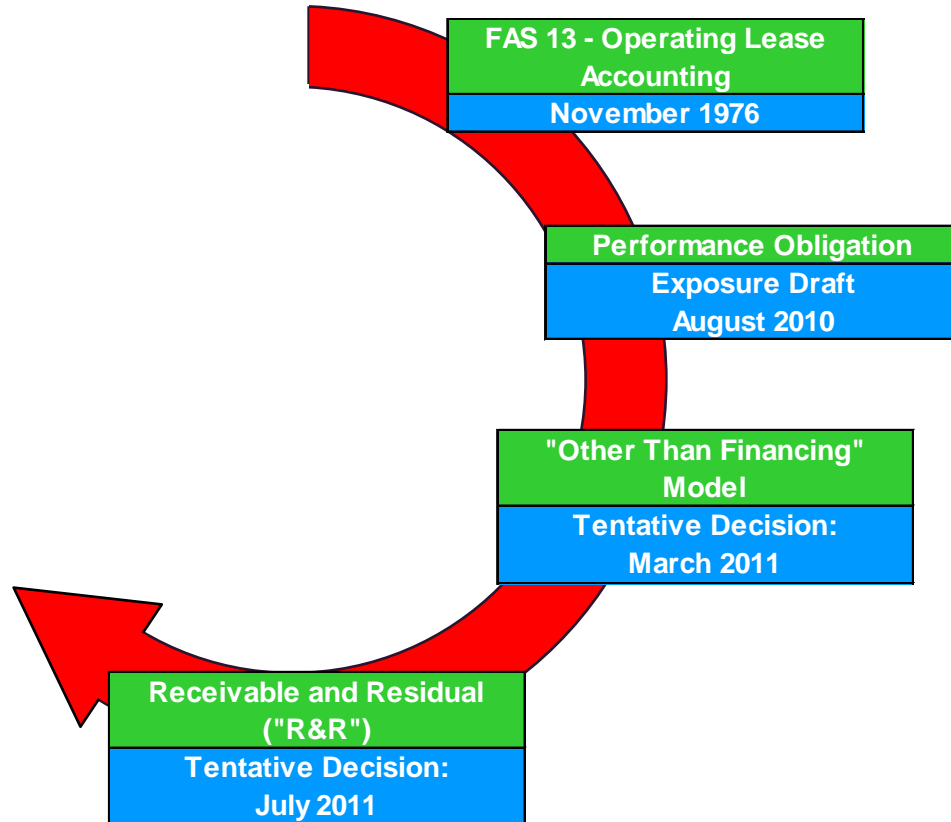 FAS 13 - Operating Lease
Accounting
November 1976
Performance Obligation
Exposure Draft
August 2010
"Other Than Financing"
Model
Tentative Decision:
March 2011
Receivable and Residual
("R&R")
Tentative Decision:
July 2011